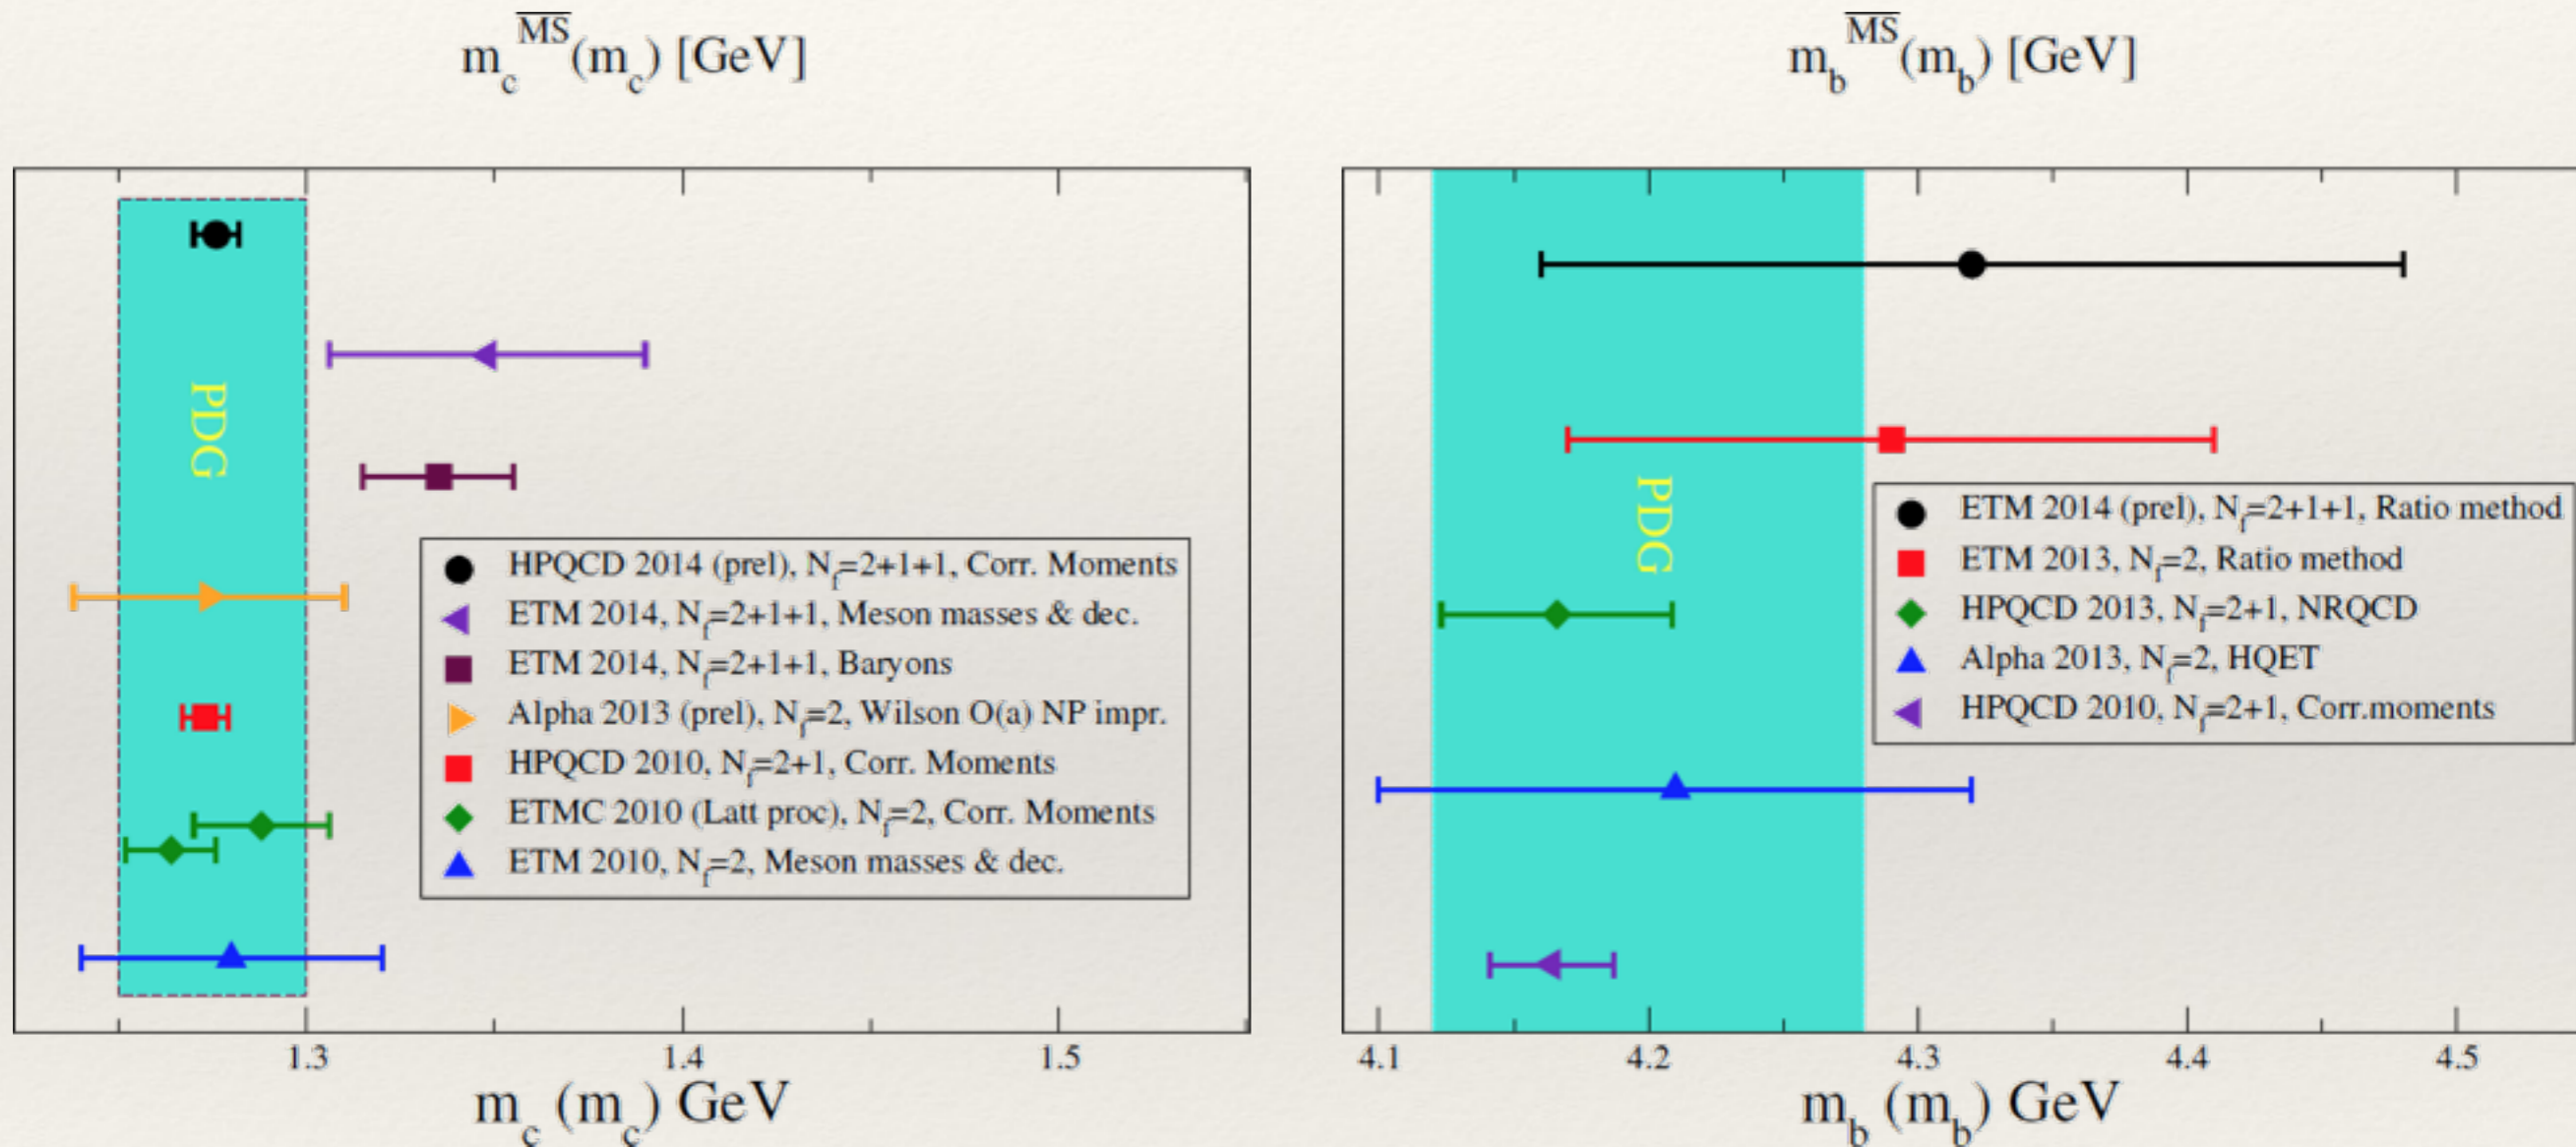 m_c^{\overline{MS}}(m_c) [GeV]
PDG
HPQCD 2014 (prel), N_f=2+1+1, Corr. Moments
ETM 2014, N_f=2+1+1, Meson masses & dec.
ETM 2014, N_f=2+1+1, Baryons
Alpha 2013 (prel), N_f=2, Wilson O(a) NP impr.
HPQCD 2010, N_f=2+1, Corr. Moments
ETMC 2010 (Latt proc), N_f=2, Corr. Moments
ETM 2010, N_f=2, Meson masses & dec.
1.3 1.4 1.5
m_c (m_c) GeV
m_b^{\overline{MS}}(m_b) [GeV]
PDG
ETM 2014 (prel), N_f=2+1+1, Ratio method
ETM 2013, N_f=2, Ratio method
HPQCD 2013, N_f=2+1, NRQCD
Alpha 2013, N_f=2, HQET
HPQCD 2010, N_f=2+1, Corr.moments
4.1 4.2 4.3 4.4 4.5
m_b (m_b) GeV